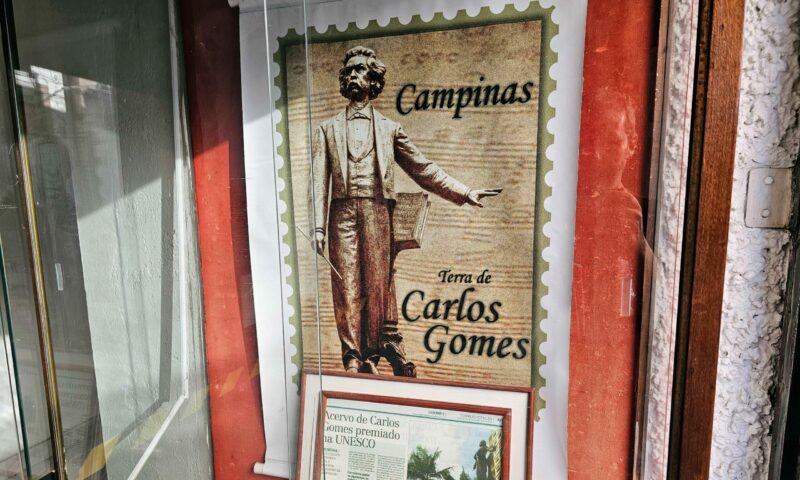 Campinas
Terra de
Carlos
Gomes
Acervo de Carlos
Gomes premiado
na UNESCO